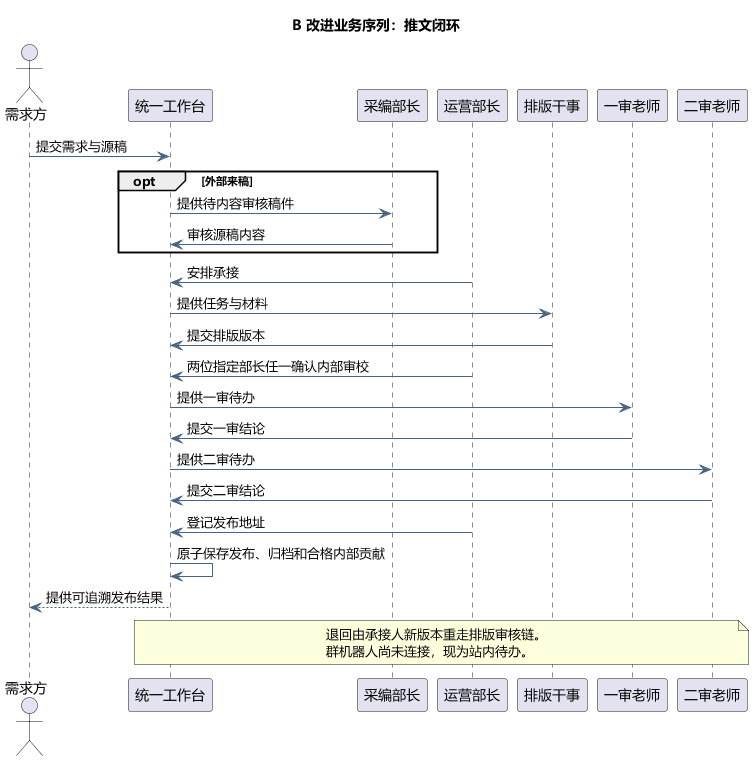 B 改进业务序列：推文闭环
需求方
统一工作台
采编部长
运营部长
排版干事
一审老师
二审老师
提交需求与源稿
opt
[外部来稿]
提供待内容审核稿件
审核源稿内容
安排承接
提供任务与材料
提交排版版本
两位指定部长任一确认内部审校
提供一审待办
提交一审结论
提供二审待办
提交二审结论
登记发布地址
原子保存发布、归档和合格内部贡献
提供可追溯发布结果
退回由承接人新版本重走排版审核链。
群机器人尚未连接，现为站内待办。
需求方
统一工作台
采编部长
运营部长
排版干事
一审老师
二审老师